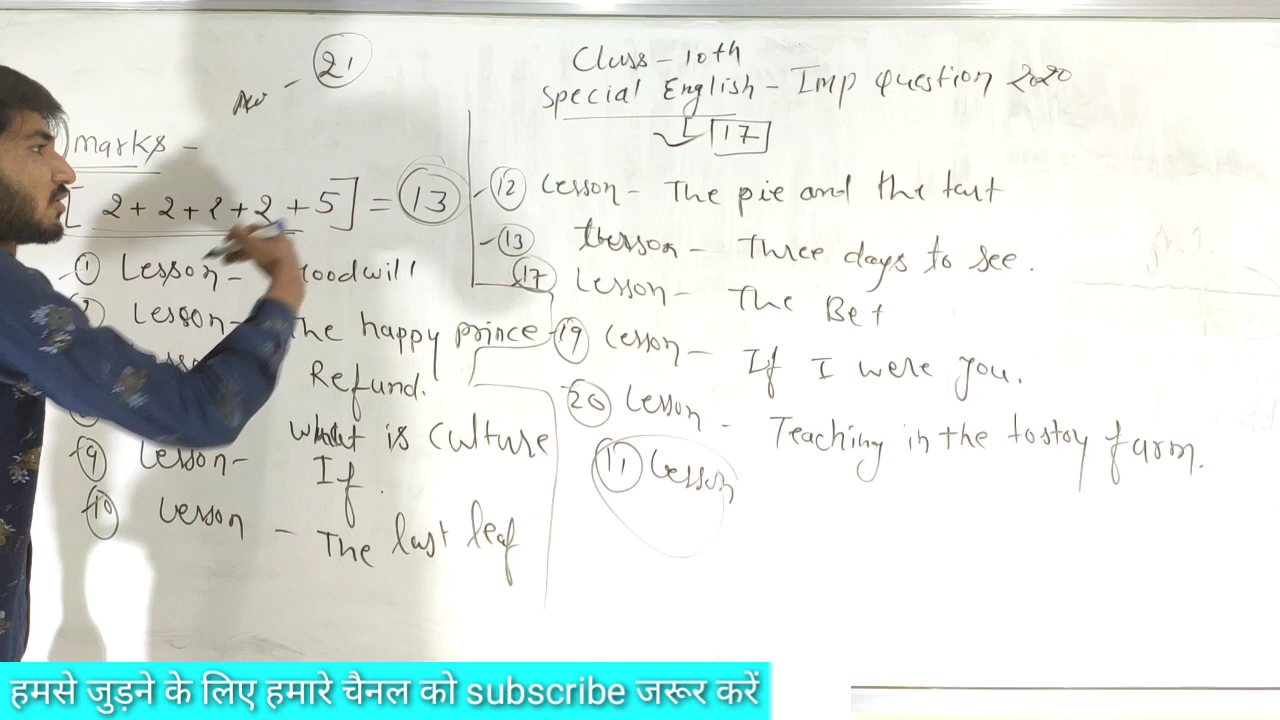 21
Class - 10th
Special English - Imp question 2020
17
marks -
[ 2 + 2 + 2 + 2 + 5 ] = 13
1 Lesson - Goodwill
Lesson - The happy prince
Refund.
what is culture
9 Lesson - If.
10 Lesson - The last leaf
12 Lesson - The pie and the tart
13 Lesson - Three days to see.
17 Lesson - The Bet
19 Lesson - If I were you.
20 Lesson - Teaching in the tostoy farm.
11 Lesson
हमसे जुड़ने के लिए हमारे चैनल को subscribe जरूर करें